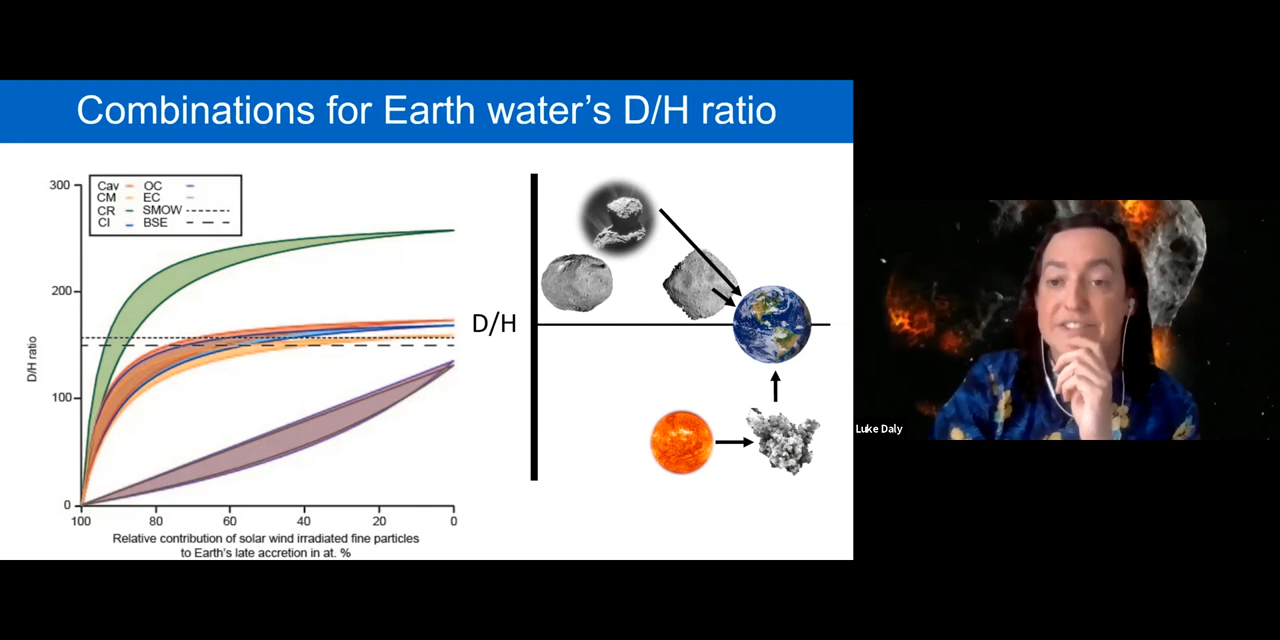 Combinations for Earth water's D/H ratio
300
200
100
0
D/H ratio
Cav OC
CM EC
CR SMOW
CI BSE
100 80 60 40 20 0
Relative contribution of solar wind irradiated fine particles
to Earth's late accretion in at. %
D/H
Luke Daly